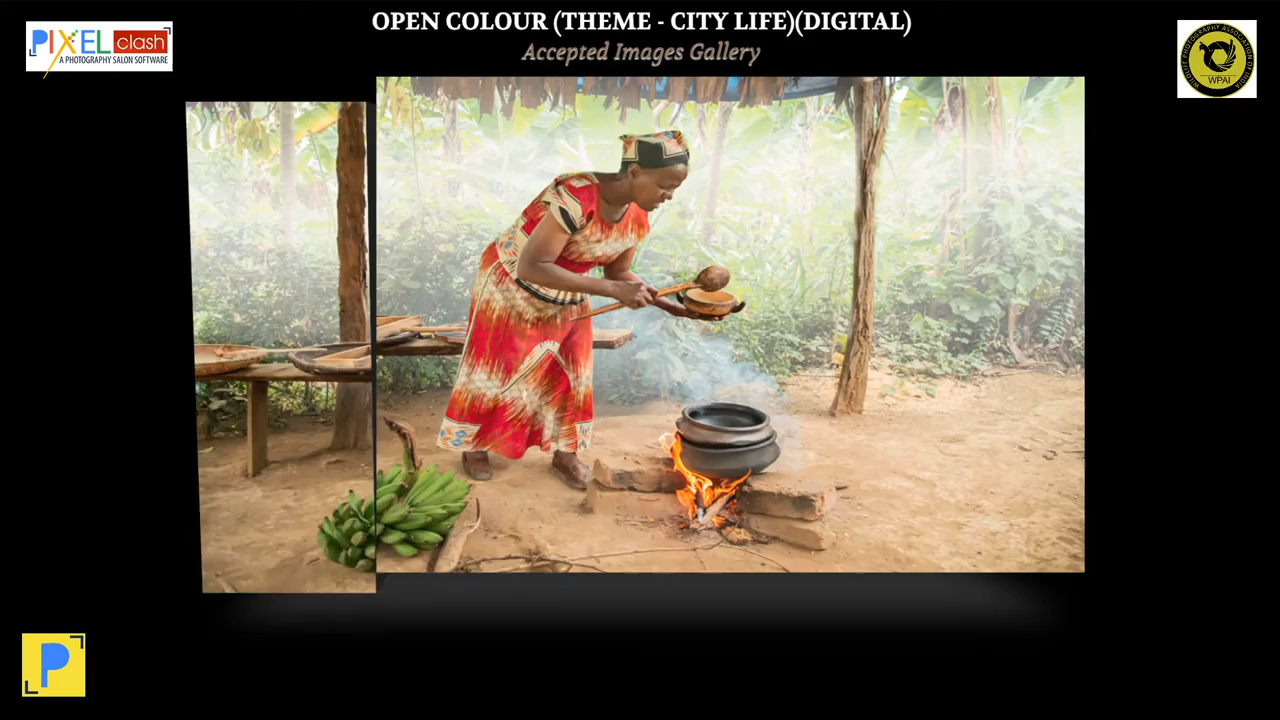 OPEN COLOUR (THEME - CITY LIFE)(DIGITAL)
Accepted Images Gallery
PIXEL clash
A PHOTOGRAPHY SALON SOFTWARE
WPAI
P